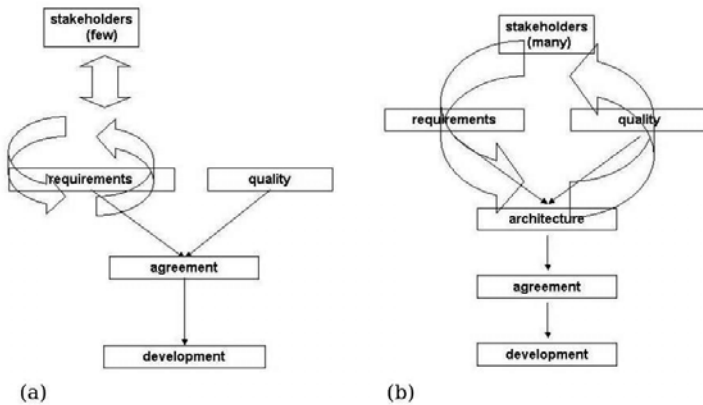 stakeholders
(few)
requirements
quality
agreement
development
(a)
stakeholders
(many)
requirements
quality
architecture
agreement
development
(b)